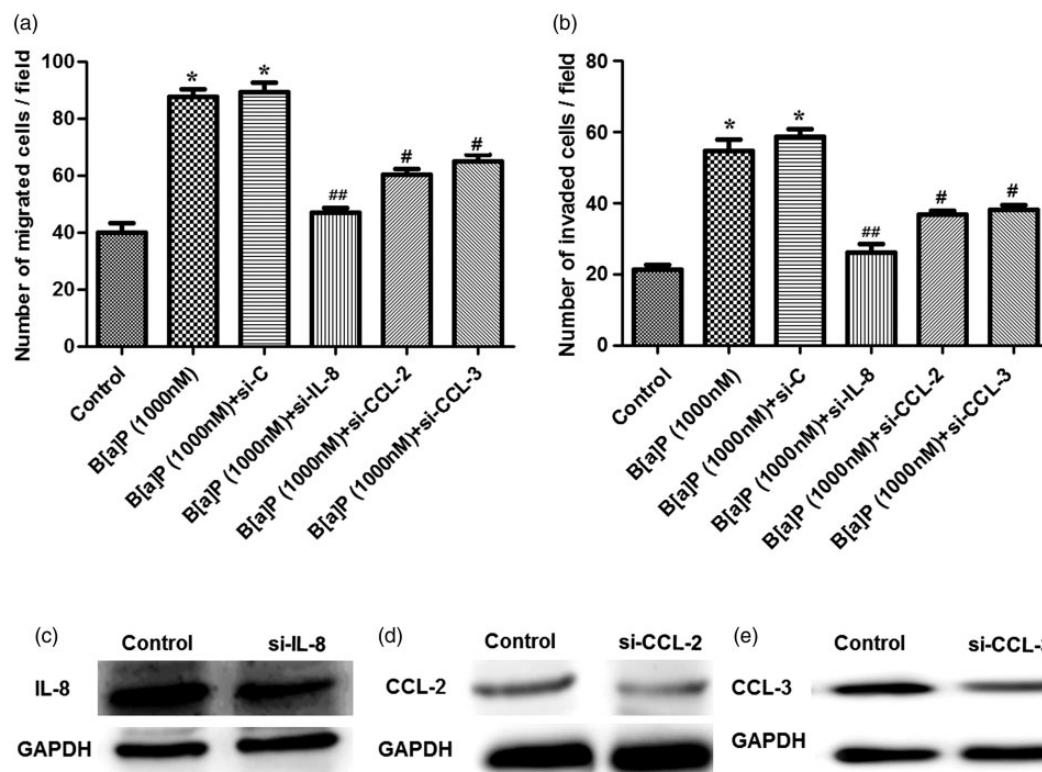 (a)
Number of migrated cells / field
100
80
60
40
20
0
*
*
##
#
#
Control
B[a]P (1000nM)
B[a]P (1000nM)+si-C
B[a]P (1000nM)+si-IL-8
B[a]P (1000nM)+si-CCL-2
B[a]P (1000nM)+si-CCL-3
(b)
Number of invaded cells / field
80
60
40
20
0
*
*
##
#
#
Control
B[a]P (1000nM)
B[a]P (1000nM)+si-C
B[a]P (1000nM)+si-IL-8
B[a]P (1000nM)+si-CCL-2
B[a]P (1000nM)+si-CCL-3
(c)
Control si-IL-8
IL-8
GAPDH
(d)
Control si-CCL-2
CCL-2
GAPDH
(e)
Control si-CCL-3
CCL-3
GAPDH